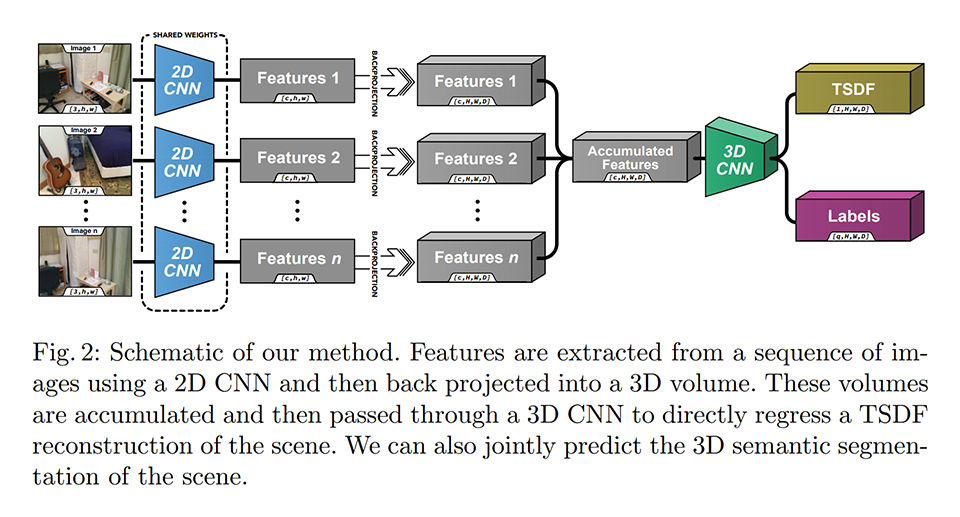 SHARED WEIGHTS
Image 1
[3,h,w]
2D
CNN
Features 1
[c,h,w]
BACKPROJECTION
Features 1
[c,H,W,D]
Image 2
[3,h,w]
2D
CNN
Features 2
[c,h,w]
BACKPROJECTION
Features 2
[c,H,W,D]
Image n
[3,h,w]
2D
CNN
Features n
[c,h,w]
BACKPROJECTION
Features n
[c,H,W,D]
Accumulated
Features
[c,H,W,D]
3D
CNN
TSDF
[1,H,W,D]
Labels
[q,H,W,D]
Fig. 2: Schematic of our method. Features are extracted from a sequence of im-
ages using a 2D CNN and then back projected into a 3D volume. These volumes
are accumulated and then passed through a 3D CNN to directly regress a TSDF
reconstruction of the scene. We can also jointly predict the 3D semantic segmen-
tation of the scene.